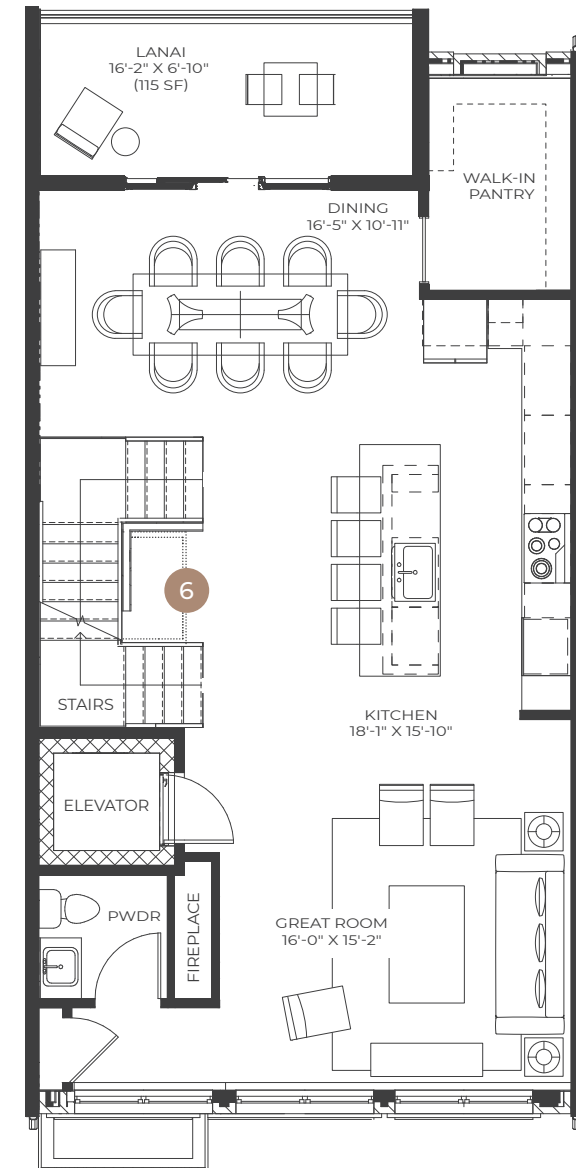 LANAI
16'-2" X 6'-10"
(115 SF)
WALK-IN
PANTRY
DINING
16'-5" X 10'-11"
6
STAIRS
KITCHEN
18'-1" X 15'-10"
ELEVATOR
PWDR
FIREPLACE
GREAT ROOM
16'-0" X 15'-2"